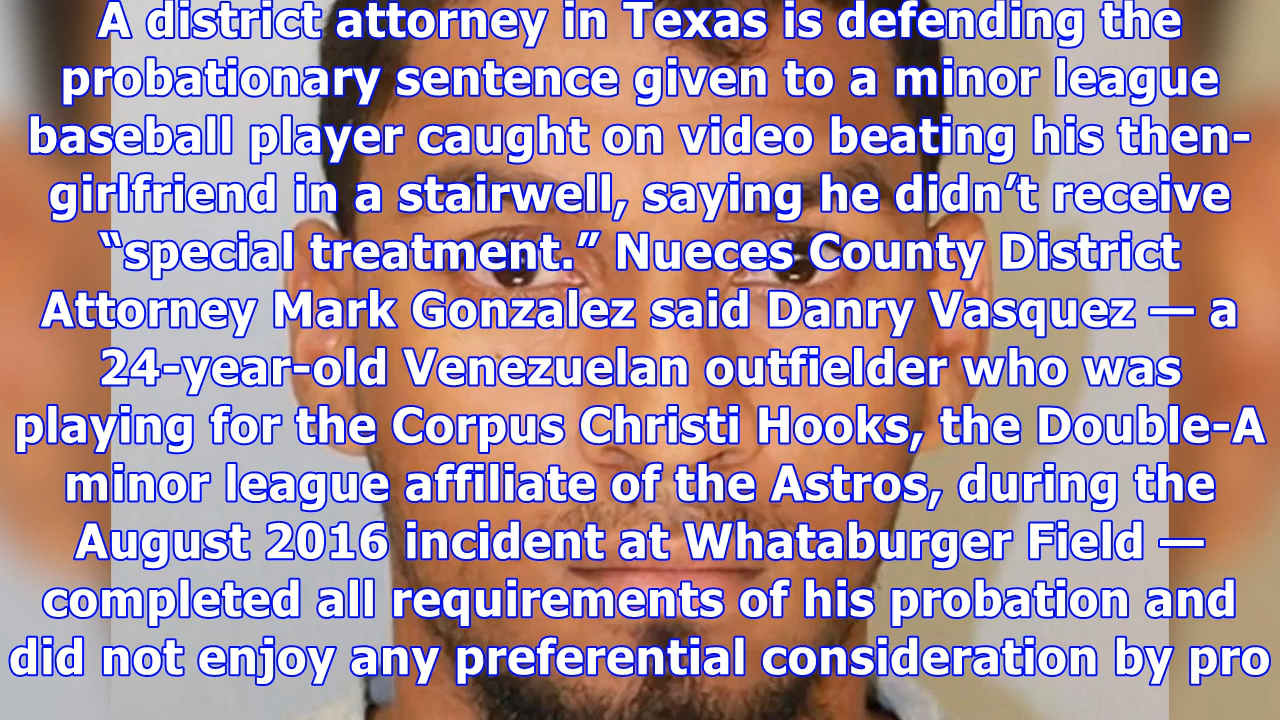 A district attorney in Texas is defending the
probationary sentence given to a minor league
baseball player caught on video beating his then-
girlfriend in a stairwell, saying he didn’t receive
“special treatment.” Nueces County District
Attorney Mark Gonzalez said Danry Vasquez — a
24-year-old Venezuelan outfielder who was
playing for the Corpus Christi Hooks, the Double-A
minor league affiliate of the Astros, during the
August 2016 incident at Whataburger Field —
completed all requirements of his probation and
did not enjoy any preferential consideration by pro